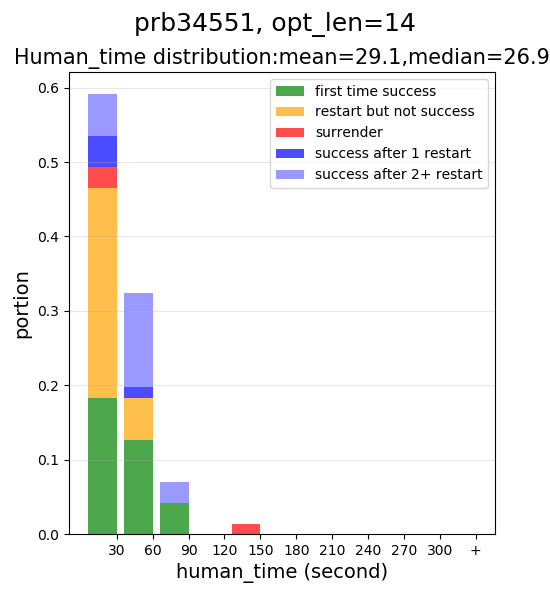 prb34551, opt_len=14
Human_time distribution:mean=29.1,median=26.9
first time success
restart but not success
surrender
success after 1 restart
success after 2+ restart
portion
0.6
0.5
0.4
0.3
0.2
0.1
0.0
30 60 90 120 150 180 210 240 270 300 +
human_time (second)